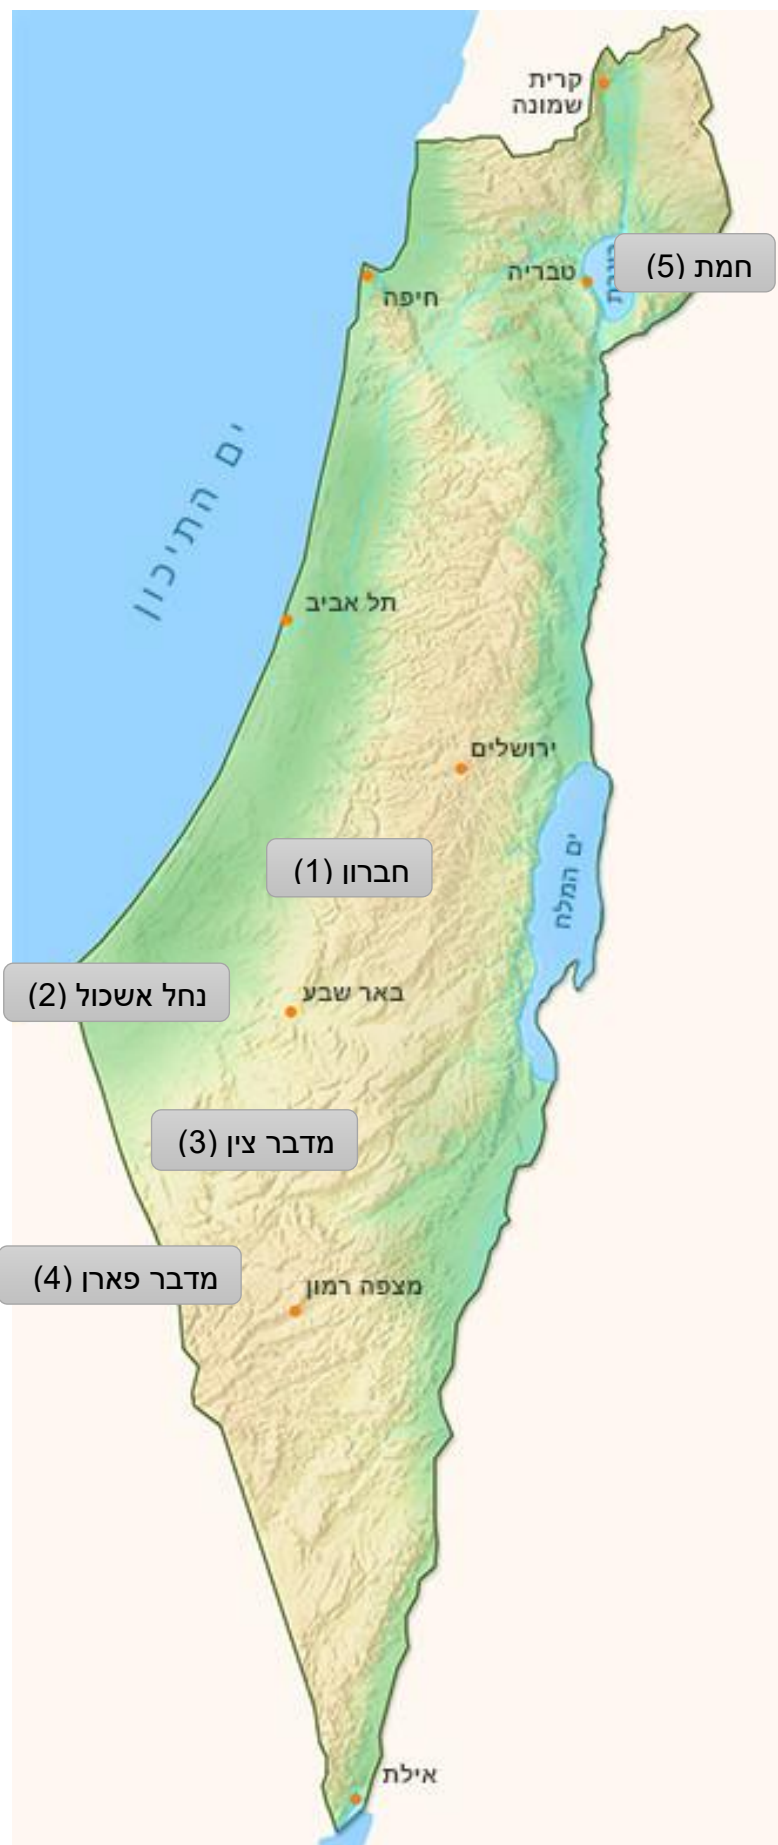 קרית
שמונה
חמת (5)
טבריה
חיפה
ים התיכון
תל אביב
ירושלים
חברון (1)
ים המלח
נחל אשכול (2)
באר שבע
מדבר צין (3)
מדבר פארן (4)
מצפה רמון
אילת